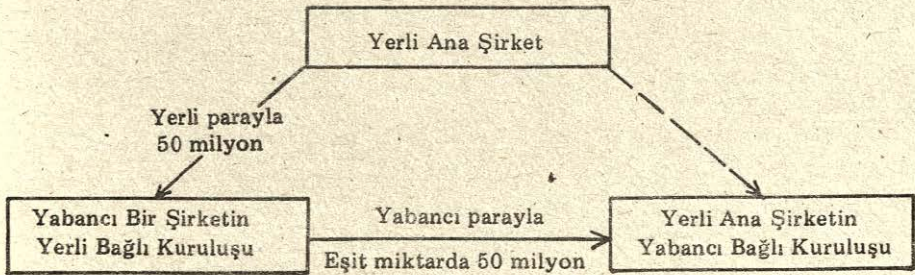 Yerli Ana Şirket
Yerli parayla
50 milyon
Yabancı Bir Şirketin
Yerli Bağlı Kuruluşu
Yabancı parayla
Eşit miktarda 50 milyon
Yerli Ana Şirketin
Yabancı Bağlı Kuruluşu